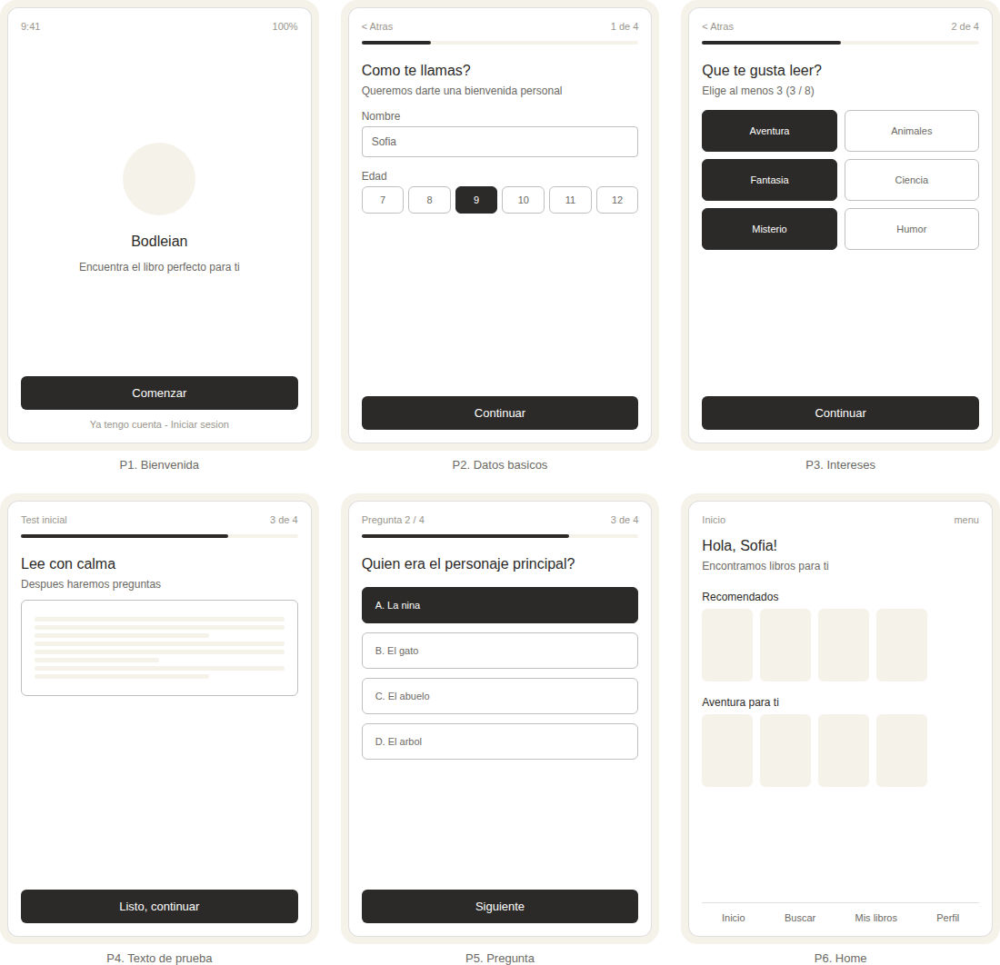 9:41 100%
Bodleian
Encuentra el libro perfecto para ti
Comenzar
Ya tengo cuenta - Iniciar sesion
P1. Bienvenida
< Atras 1 de 4
Como te llamas?
Queremos darte una bienvenida personal
Nombre
Sofia
Edad
7 8 9 10 11 12
Continuar
P2. Datos basicos
< Atras 2 de 4
Que te gusta leer?
Elige al menos 3 (3 / 8)
Aventura Animales
Fantasia Ciencia
Misterio Humor
Continuar
P3. Intereses
Test inicial 3 de 4
Lee con calma
Despues haremos preguntas
Listo, continuar
P4. Texto de prueba
Pregunta 2 / 4 3 de 4
Quien era el personaje principal?
A. La nina
B. El gato
C. El abuelo
D. El arbol
Siguiente
P5. Pregunta
Inicio menu
Hola, Sofia!
Encontramos libros para ti
Recomendados
Aventura para ti
Inicio Buscar Mis libros Perfil
P6. Home